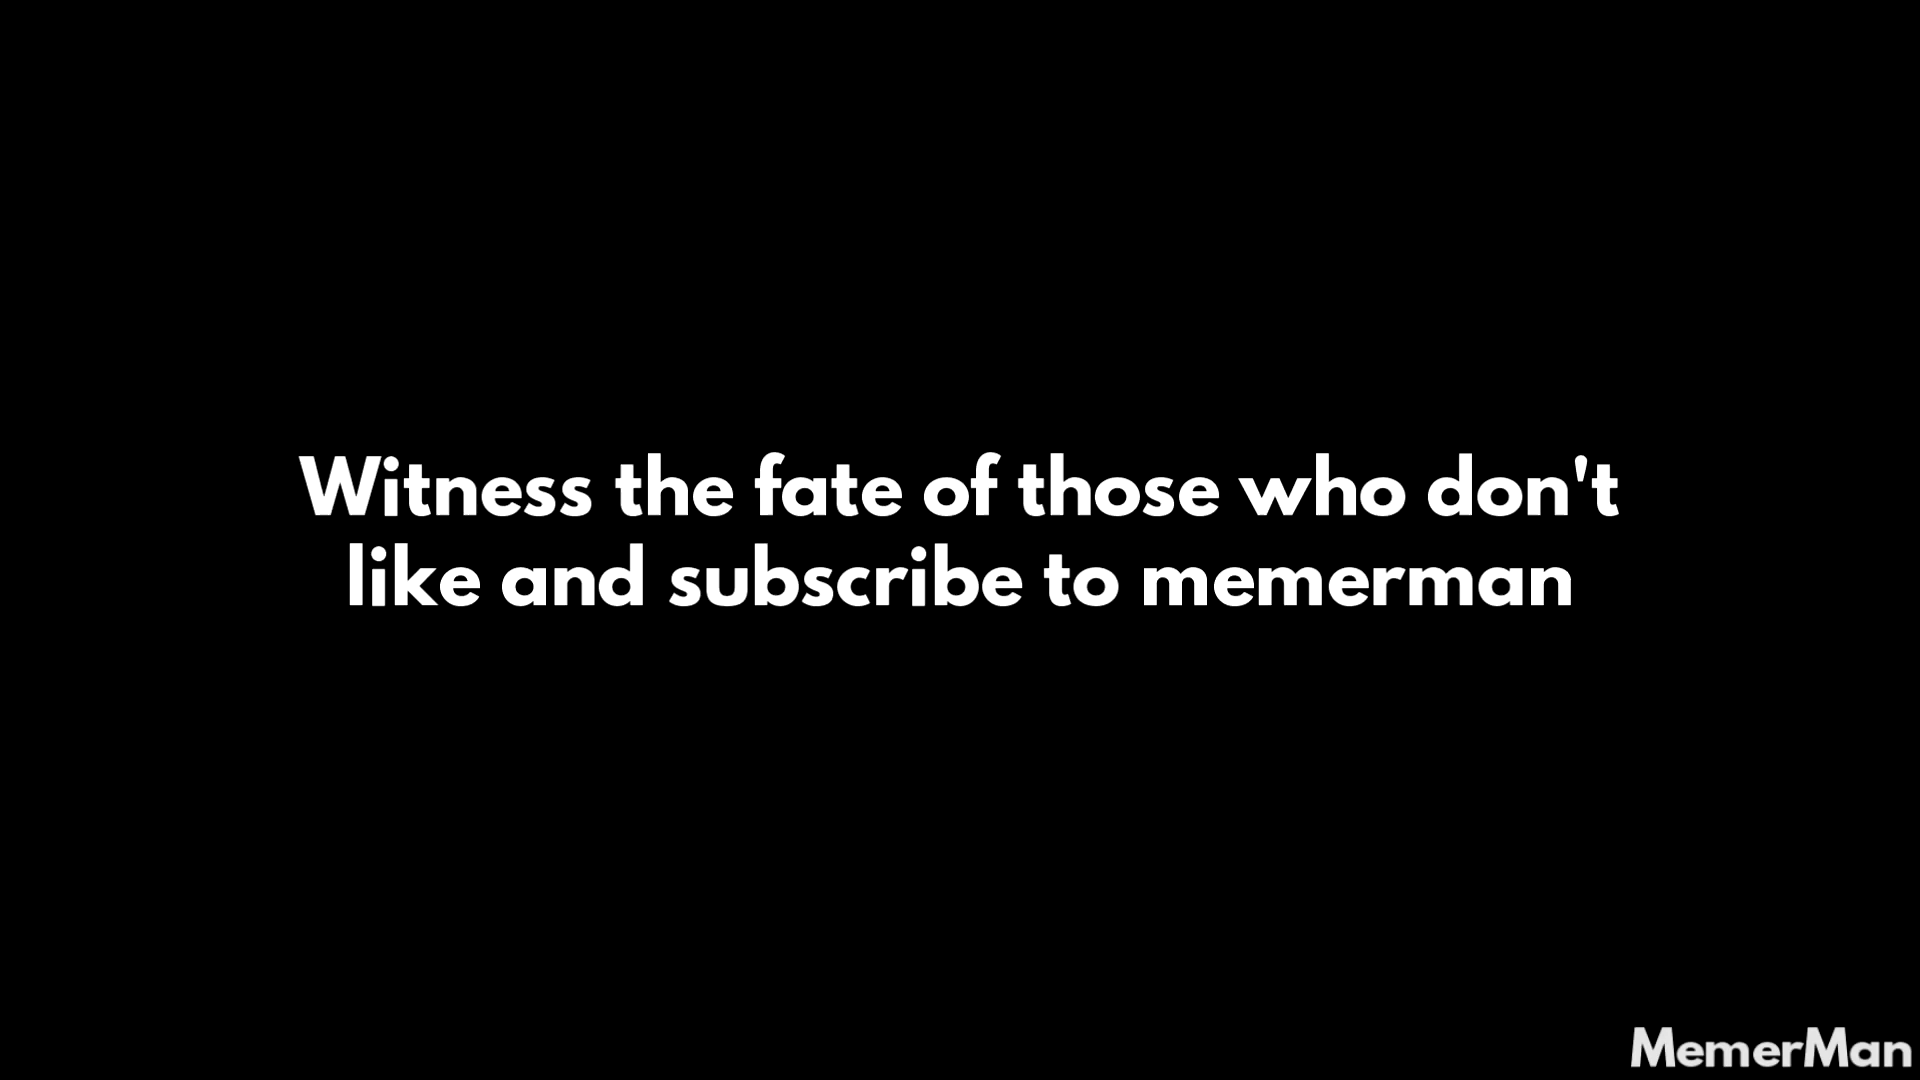 Witness the fate of those who don't
like and subscribe to memerman
MemerMan